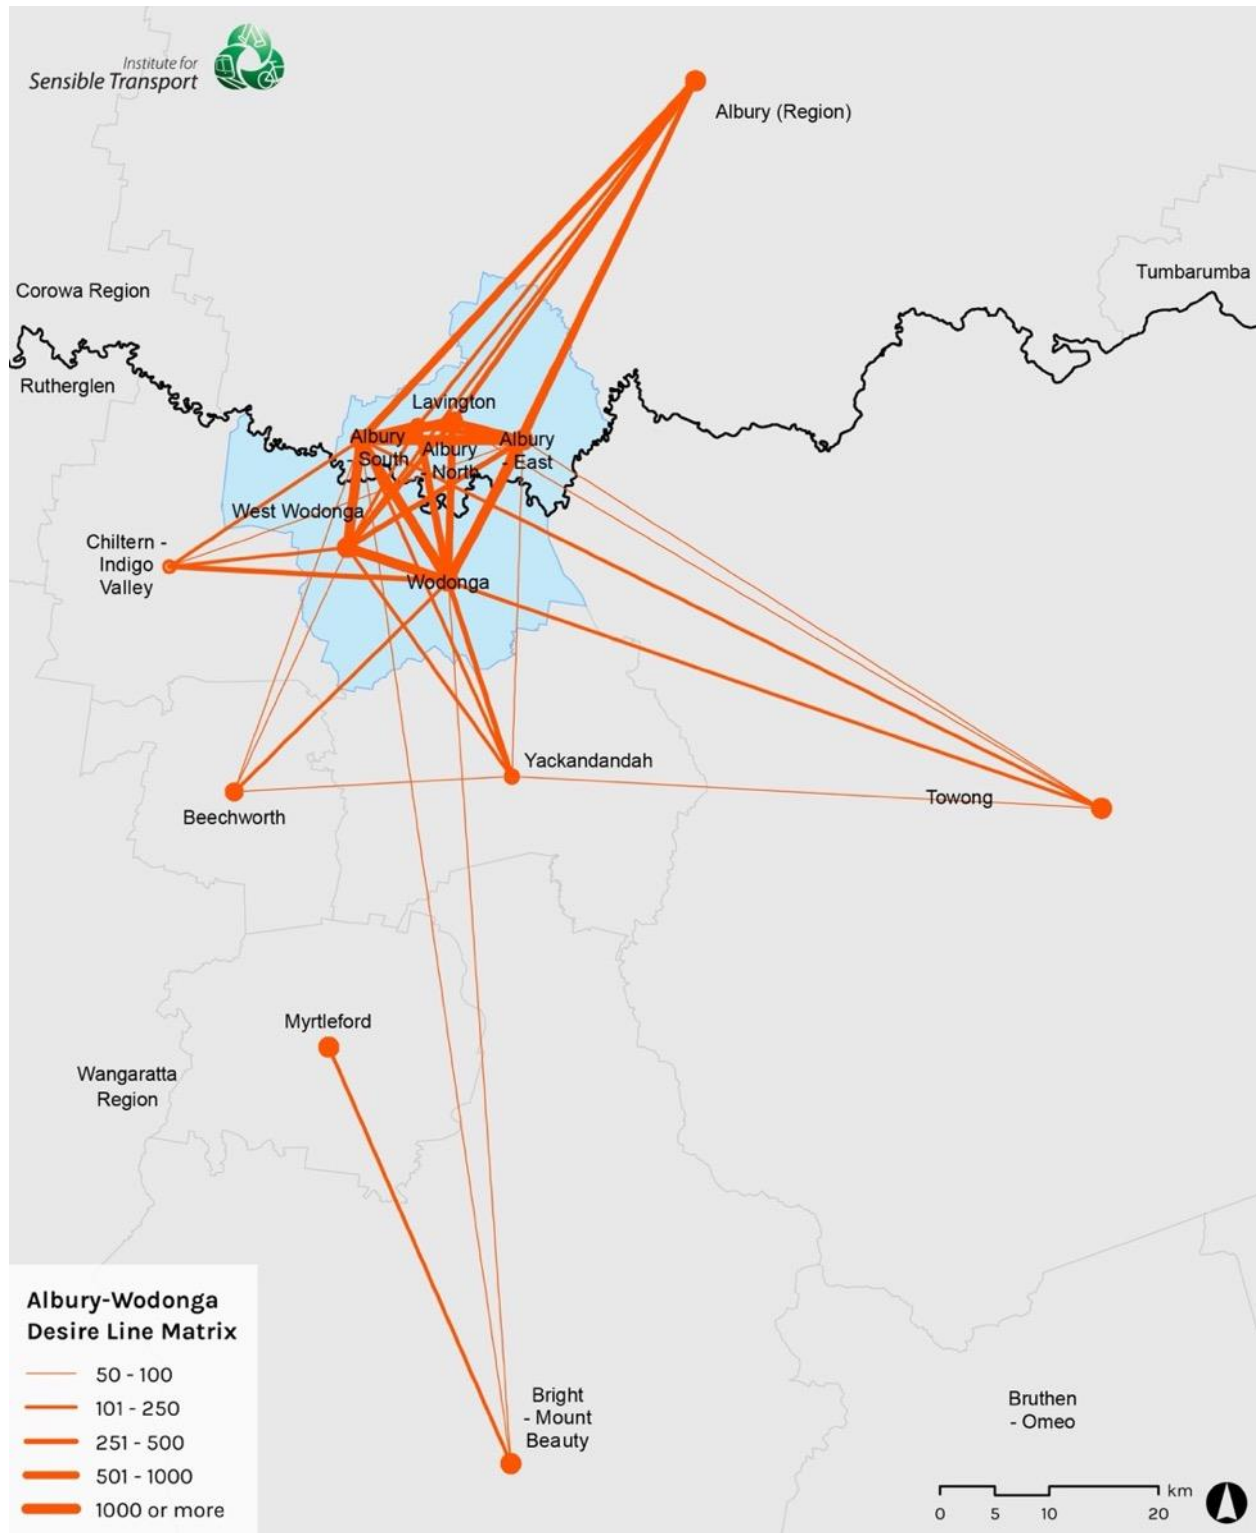 Institute for
Sensible Transport
Albury (Region)
Tumbarumba
Corowa Region
Rutherglen
Lavington
Albury
- South
Albury
- North
Albury
- East
West Wodonga
Chiltern -
Indigo
Valley
Wodonga
Yackandandah
Towong
Beechworth
Myrtleford
Wangaratta
Region
Bright
- Mount
Beauty
Bruthen
- Omeo
Albury-Wodonga
Desire Line Matrix
50 - 100
101 - 250
251 - 500
501 - 1000
1000 or more
km
0 5 10 20